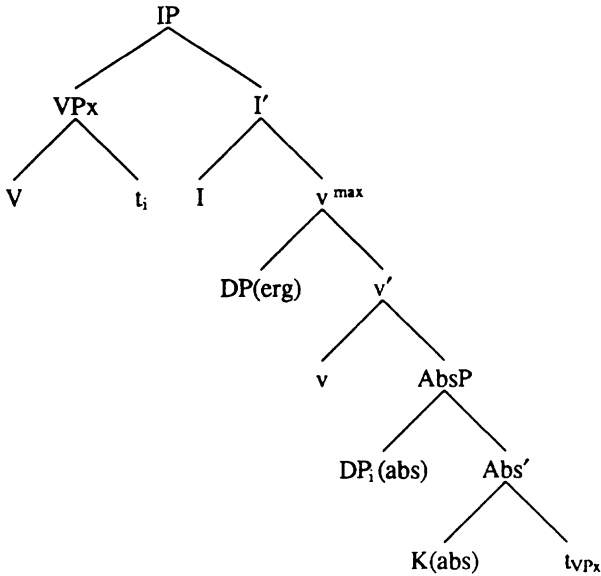 IP
VPx I′
V tᵢ I v ᵐᵃˣ
DP(erg) v′
v AbsP
DPᵢ(abs) Abs′
K(abs) t_VPx